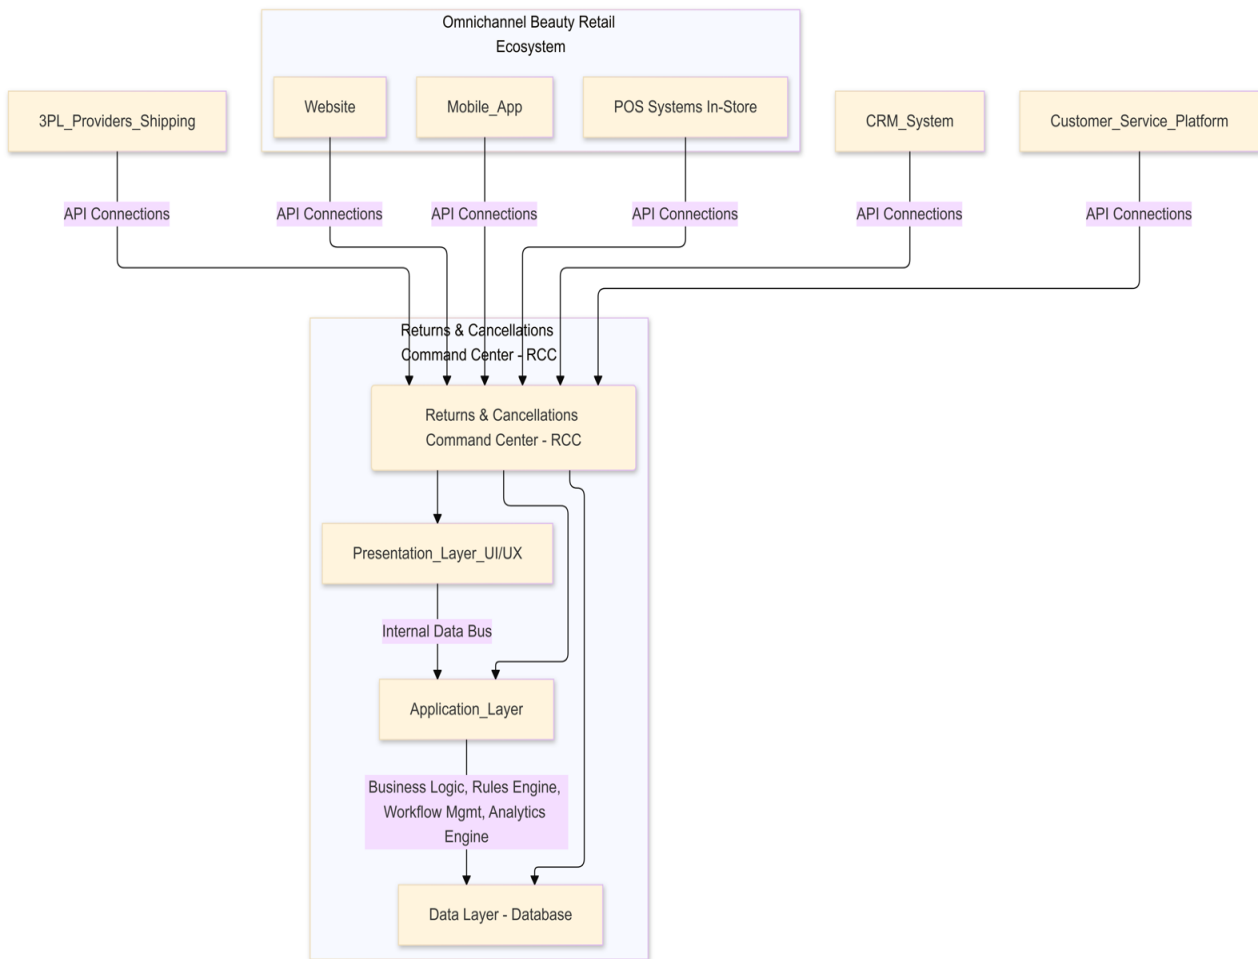 Omnichannel Beauty Retail
Ecosystem
3PL_Providers_Shipping
Website
Mobile_App
POS Systems In-Store
CRM_System
Customer_Service_Platform
API Connections
API Connections
API Connections
API Connections
API Connections
API Connections
Returns & Cancellations
Command Center - RCC
Returns & Cancellations
Command Center - RCC
Presentation_Layer_UI/UX
Internal Data Bus
Application_Layer
Business Logic, Rules Engine,
Workflow Mgmt, Analytics
Engine
Data Layer - Database